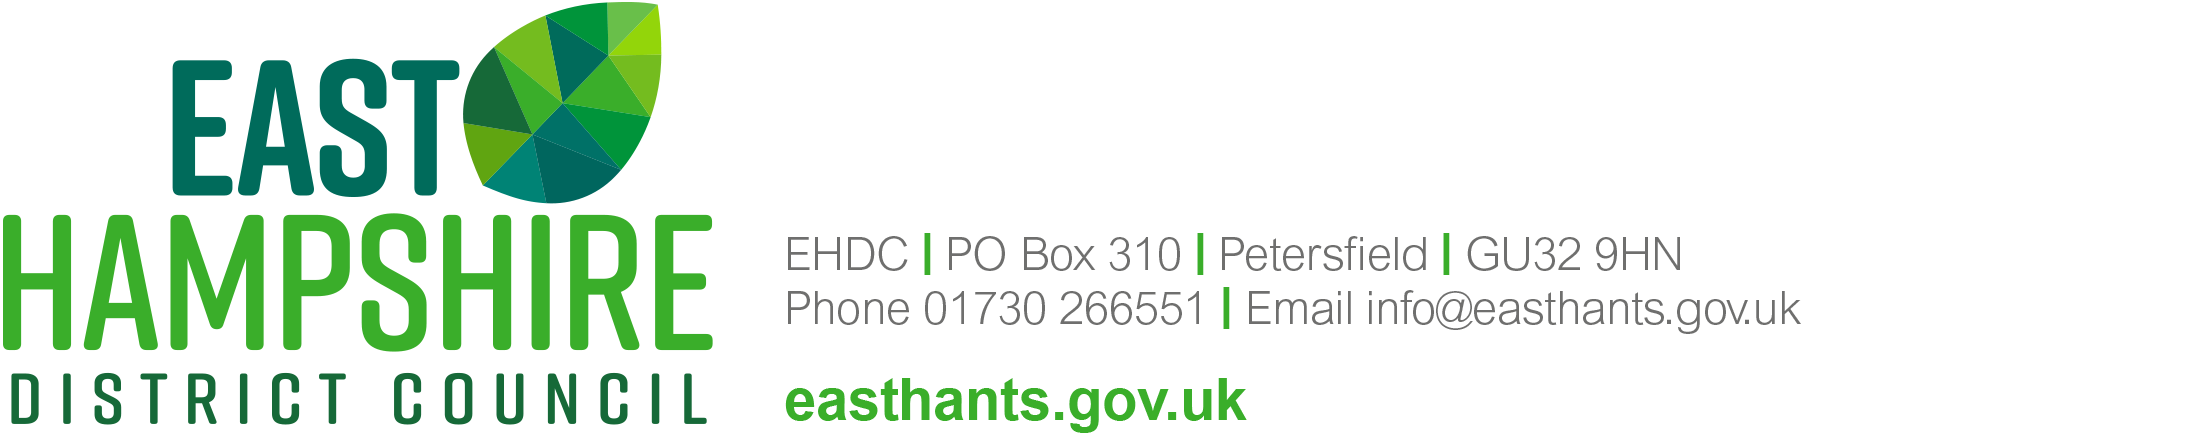 EAST
HAMPSHIRE
DISTRICT COUNCIL
EHDC | PO Box 310 | Petersfield | GU32 9HN
Phone 01730 266551 | Email info@easthants.gov.uk
easthants.gov.uk